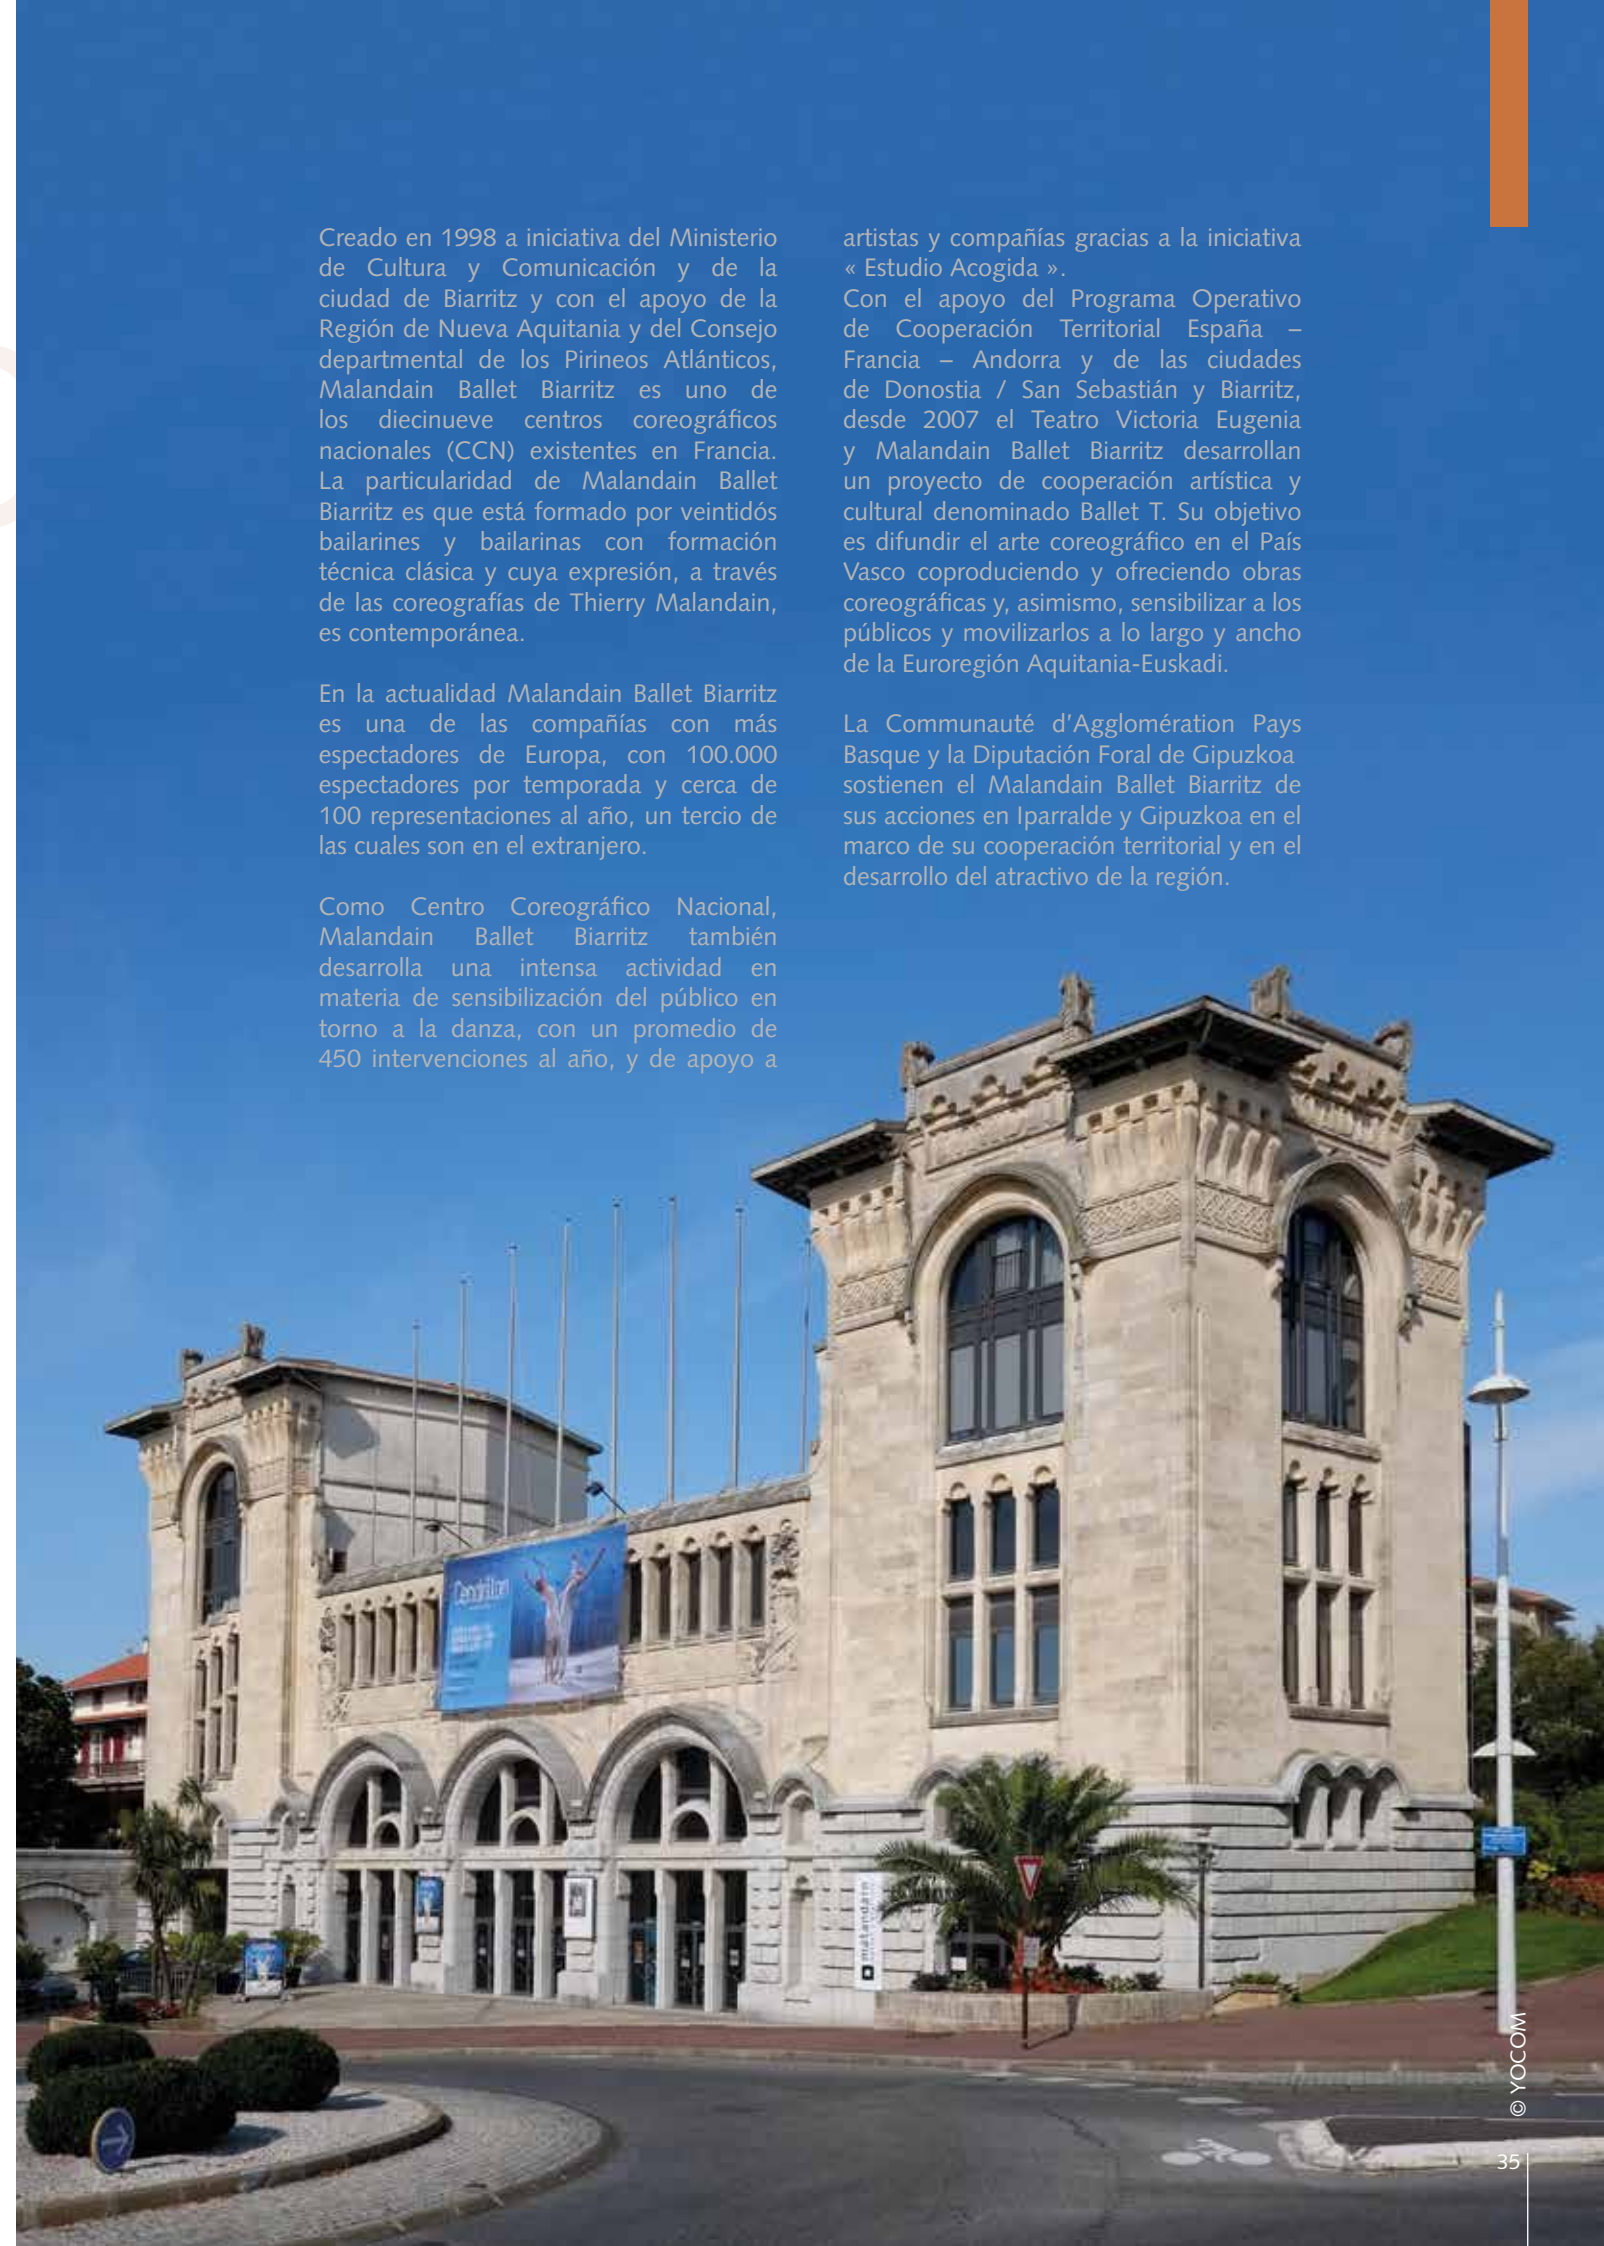 Creado en 1998 a iniciativa del Ministerio
de Cultura y Comunicación y de la
ciudad de Biarritz y con el apoyo de la
Región de Nueva Aquitania y del Consejo
departmental de los Pirineos Atlánticos,
Malandain Ballet Biarritz es uno de
los diecinueve centros coreográficos
nacionales (CCN) existentes en Francia.
La particularidad de Malandain Ballet
Biarritz es que está formado por veintidós
bailarines y bailarinas con formación
técnica clásica y cuya expresión, a través
de las coreografías de Thierry Malandain,
es contemporánea.
En la actualidad Malandain Ballet Biarritz
es una de las compañías con más
espectadores de Europa, con 100.000
espectadores por temporada y cerca de
100 representaciones al año, un tercio de
las cuales son en el extranjero.
Como Centro Coreográfico Nacional,
Malandain Ballet Biarritz también
desarrolla una intensa actividad en
materia de sensibilización del público en
torno a la danza, con un promedio de
450 intervenciones al año, y de apoyo a
artistas y compañías gracias a la iniciativa
« Estudio Acogida ».
Con el apoyo del Programa Operativo
de Cooperación Territorial España –
Francia – Andorra y de las ciudades
de Donostia / San Sebastián y Biarritz,
desde 2007 el Teatro Victoria Eugenia
y Malandain Ballet Biarritz desarrollan
un proyecto de cooperación artística y
cultural denominado Ballet T. Su objetivo
es difundir el arte coreográfico en el País
Vasco coproduciendo y ofreciendo obras
coreográficas y, asimismo, sensibilizar a los
públicos y movilizarlos a lo largo y ancho
de la Euroregión Aquitania-Euskadi.
La Communauté d'Agglomération Pays
Basque y la Diputación Foral de Gipuzkoa
sostienen el Malandain Ballet Biarritz de
sus acciones en Iparralde y Gipuzkoa en el
marco de su cooperación territorial y en el
desarrollo del atractivo de la región.
Cendrillon
malandain
© YOCOM
35